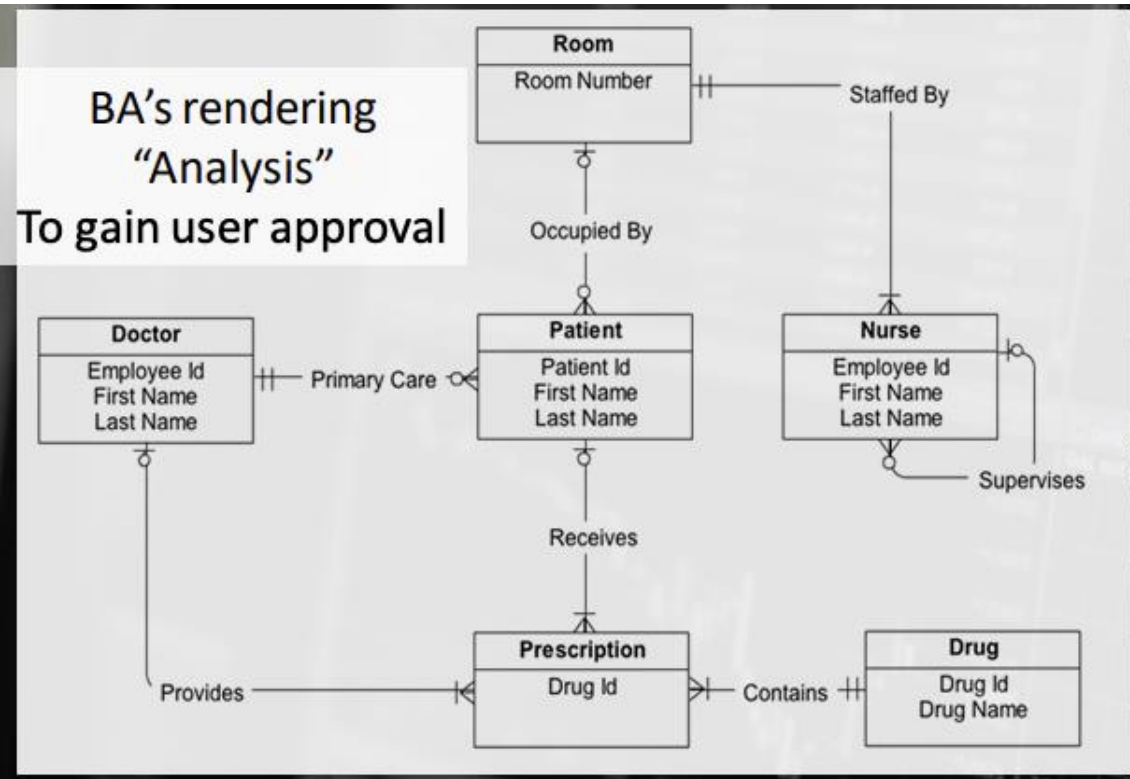 BA's rendering
"Analysis"
To gain user approval
Room
Room Number
Staffed By
Occupied By
Doctor
Employee Id
First Name
Last Name
Primary Care
Patient
Patient Id
First Name
Last Name
Nurse
Employee Id
First Name
Last Name
Supervises
Receives
Provides
Prescription
Drug Id
Contains
Drug
Drug Id
Drug Name